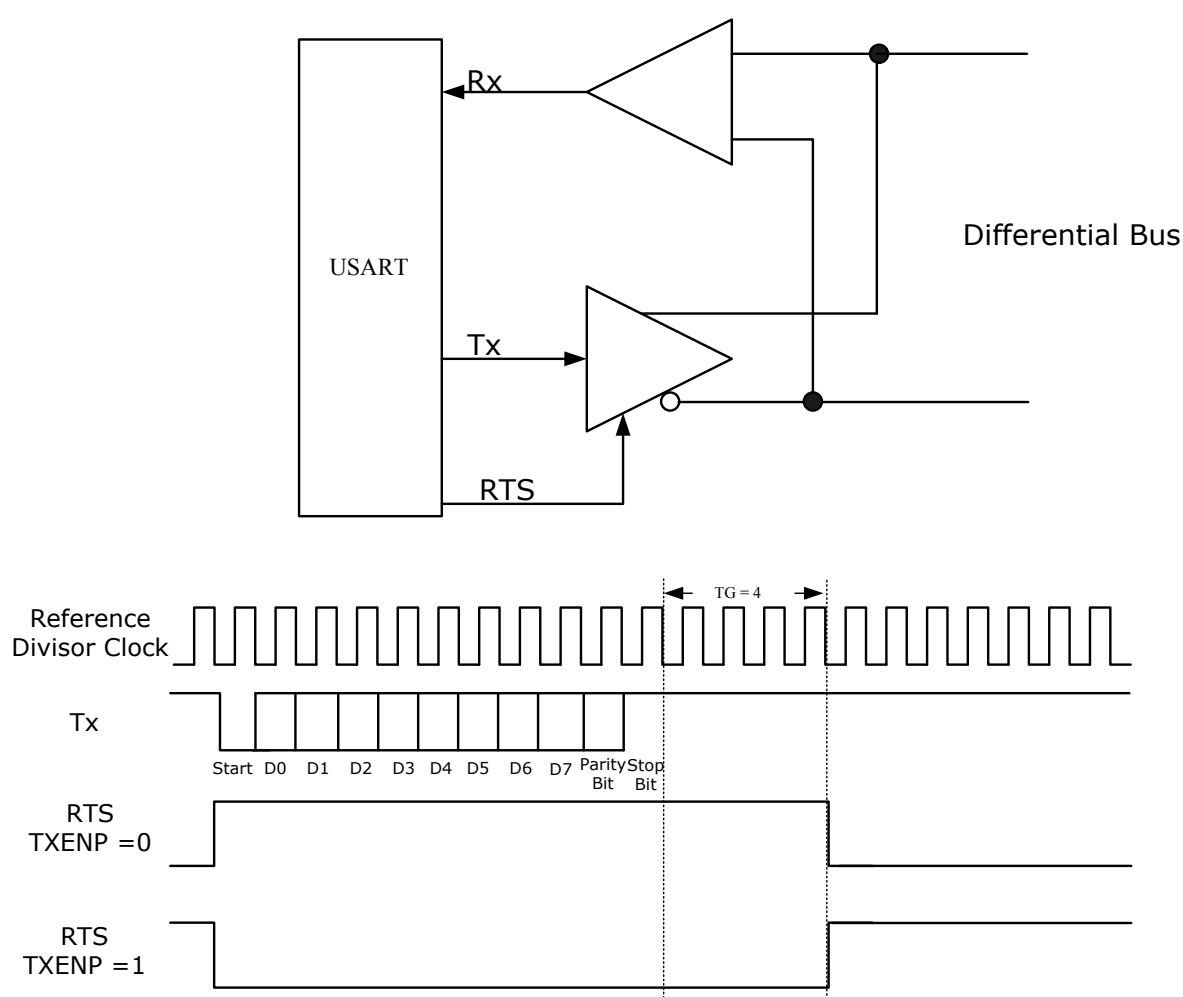 Rx
Differential Bus
USART
Tx
RTS
TG = 4
Reference
Divisor Clock
Tx
Start D0 D1 D2 D3 D4 D5 D6 D7 Parity Stop
Bit Bit
RTS
TXENP =0
RTS
TXENP =1